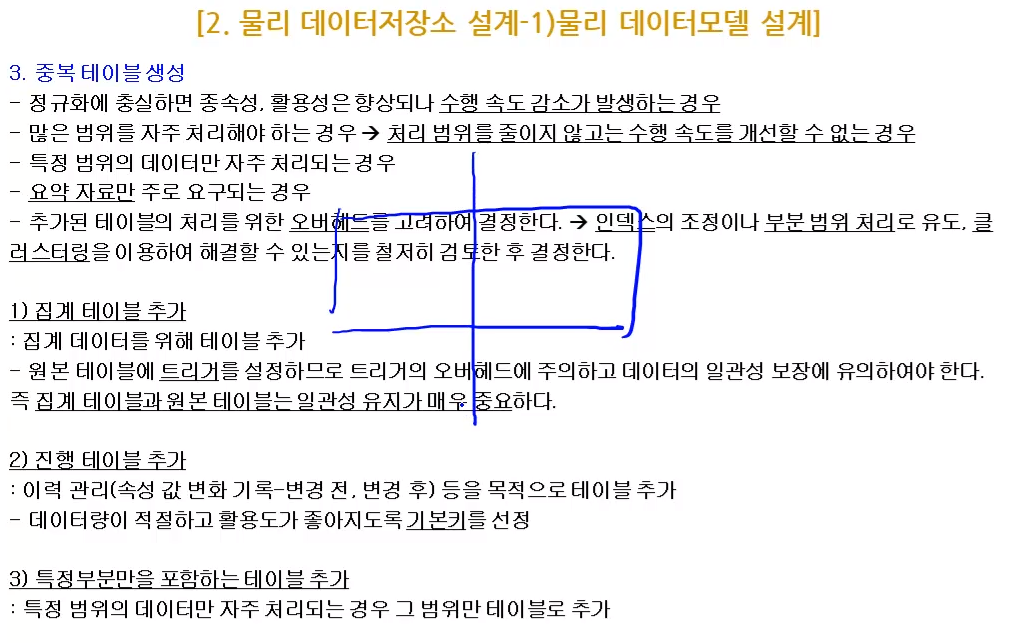 [2. 물리 데이터저장소 설계-1)물리 데이터모델 설계]
3. 중복 테이블 생성
- 정규화에 충실하면 종속성, 활용성은 향상되나 수행 속도 감소가 발생하는 경우
- 많은 범위를 자주 처리해야 하는 경우 → 처리 범위를 줄이지 않고는 수행 속도를 개선할 수 없는 경우
- 특정 범위의 데이터만 자주 처리되는 경우
- 요약 자료만 주로 요구되는 경우
- 추가된 테이블의 처리를 위한 오버헤드를 고려하여 결정한다. → 인덱스의 조정이나 부분 범위 처리로 유도, 클
러스터링을 이용하여 해결할 수 있는지를 철저히 검토한 후 결정한다.
1) 집계 테이블 추가
: 집계 데이터를 위해 테이블 추가
- 원본 테이블에 트리거를 설정하므로 트리거의 오버헤드에 주의하고 데이터의 일관성 보장에 유의하여야 한다.
즉 집계 테이블과 원본 테이블는 일관성 유지가 매우 중요하다.
2) 진행 테이블 추가
: 이력 관리(속성 값 변화 기록-변경 전, 변경 후) 등을 목적으로 테이블 추가
- 데이터량이 적절하고 활용도가 좋아지도록 기본키를 선정
3) 특정부분만을 포함하는 테이블 추가
: 특정 범위의 데이터만 자주 처리되는 경우 그 범위만 테이블로 추가